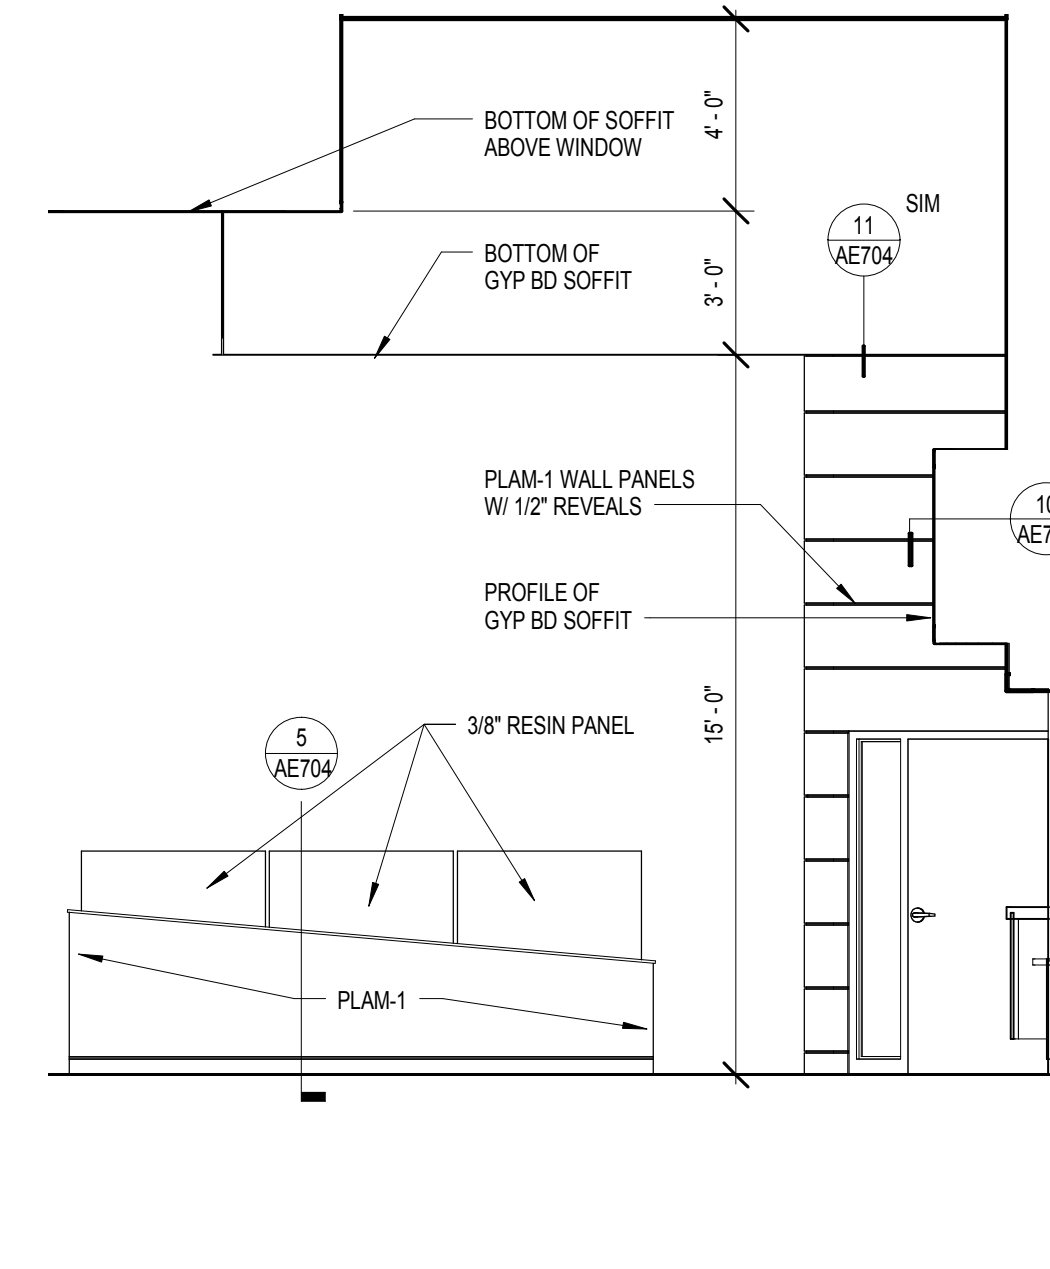 4' - 0"
BOTTOM OF SOFFIT
ABOVE WINDOW
SIM
11
AE704
BOTTOM OF
GYP BD SOFFIT
3' - 0"
PLAM-1 WALL PANELS
W/ 1/2" REVEALS
10
AE7
PROFILE OF
GYP BD SOFFIT
15' - 0"
3/8" RESIN PANEL
5
AE704
PLAM-1